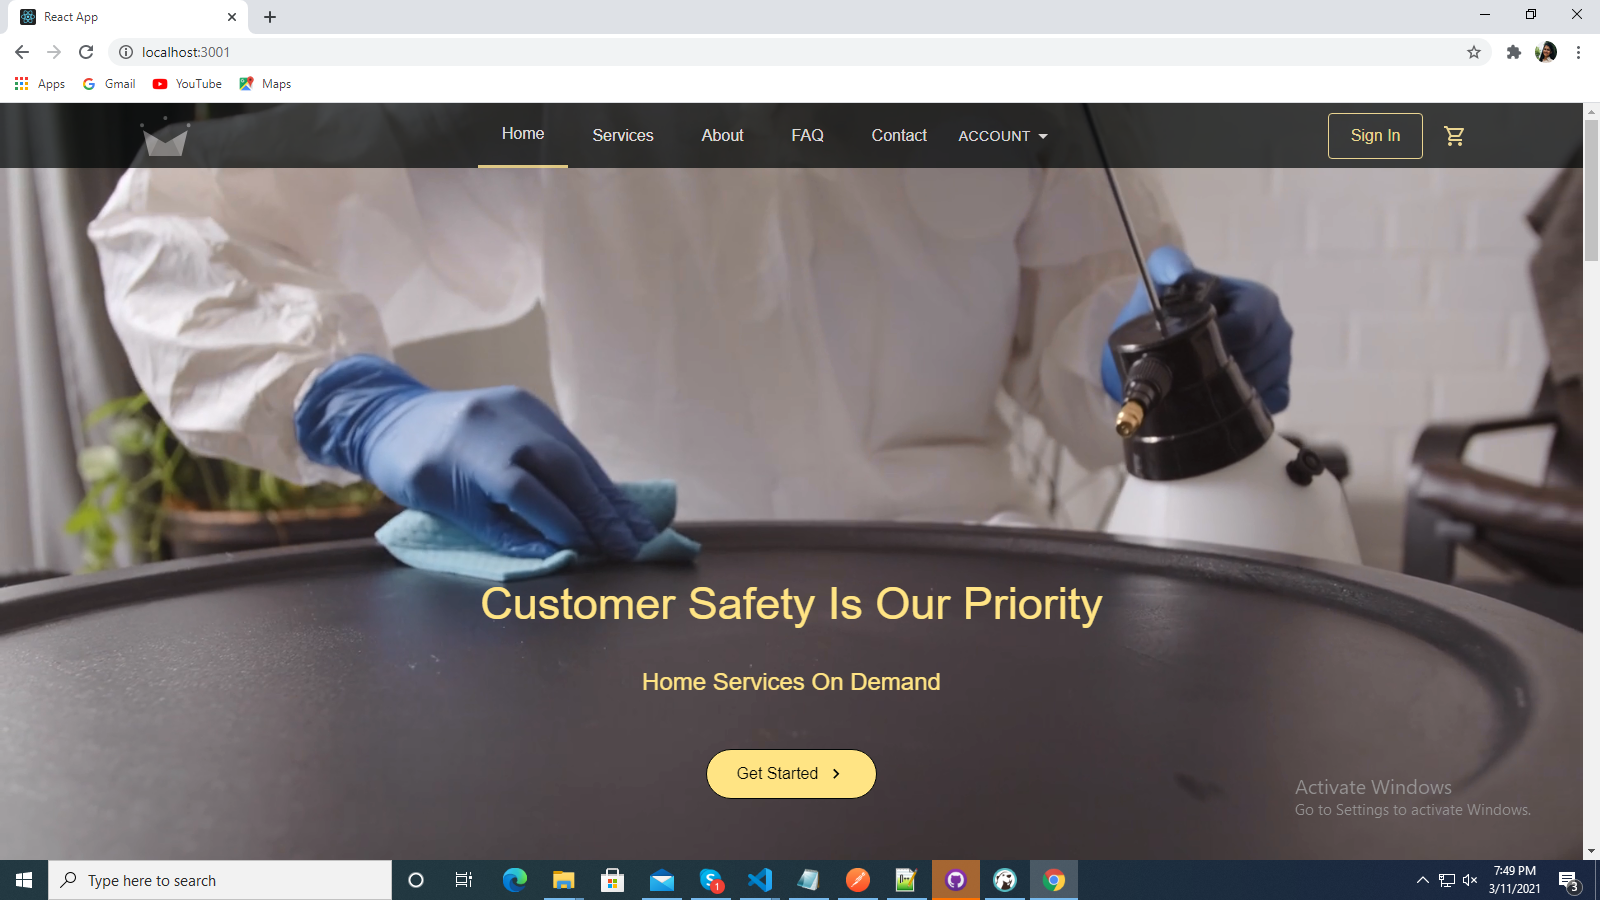 React App
localhost:3001
Apps Gmail YouTube Maps
Home Services About FAQ Contact ACCOUNT Sign In
Customer Safety Is Our Priority
Home Services On Demand
Get Started
Activate Windows
Go to Settings to activate Windows.
Type here to search
1
7:49 PM
3/11/2021
3